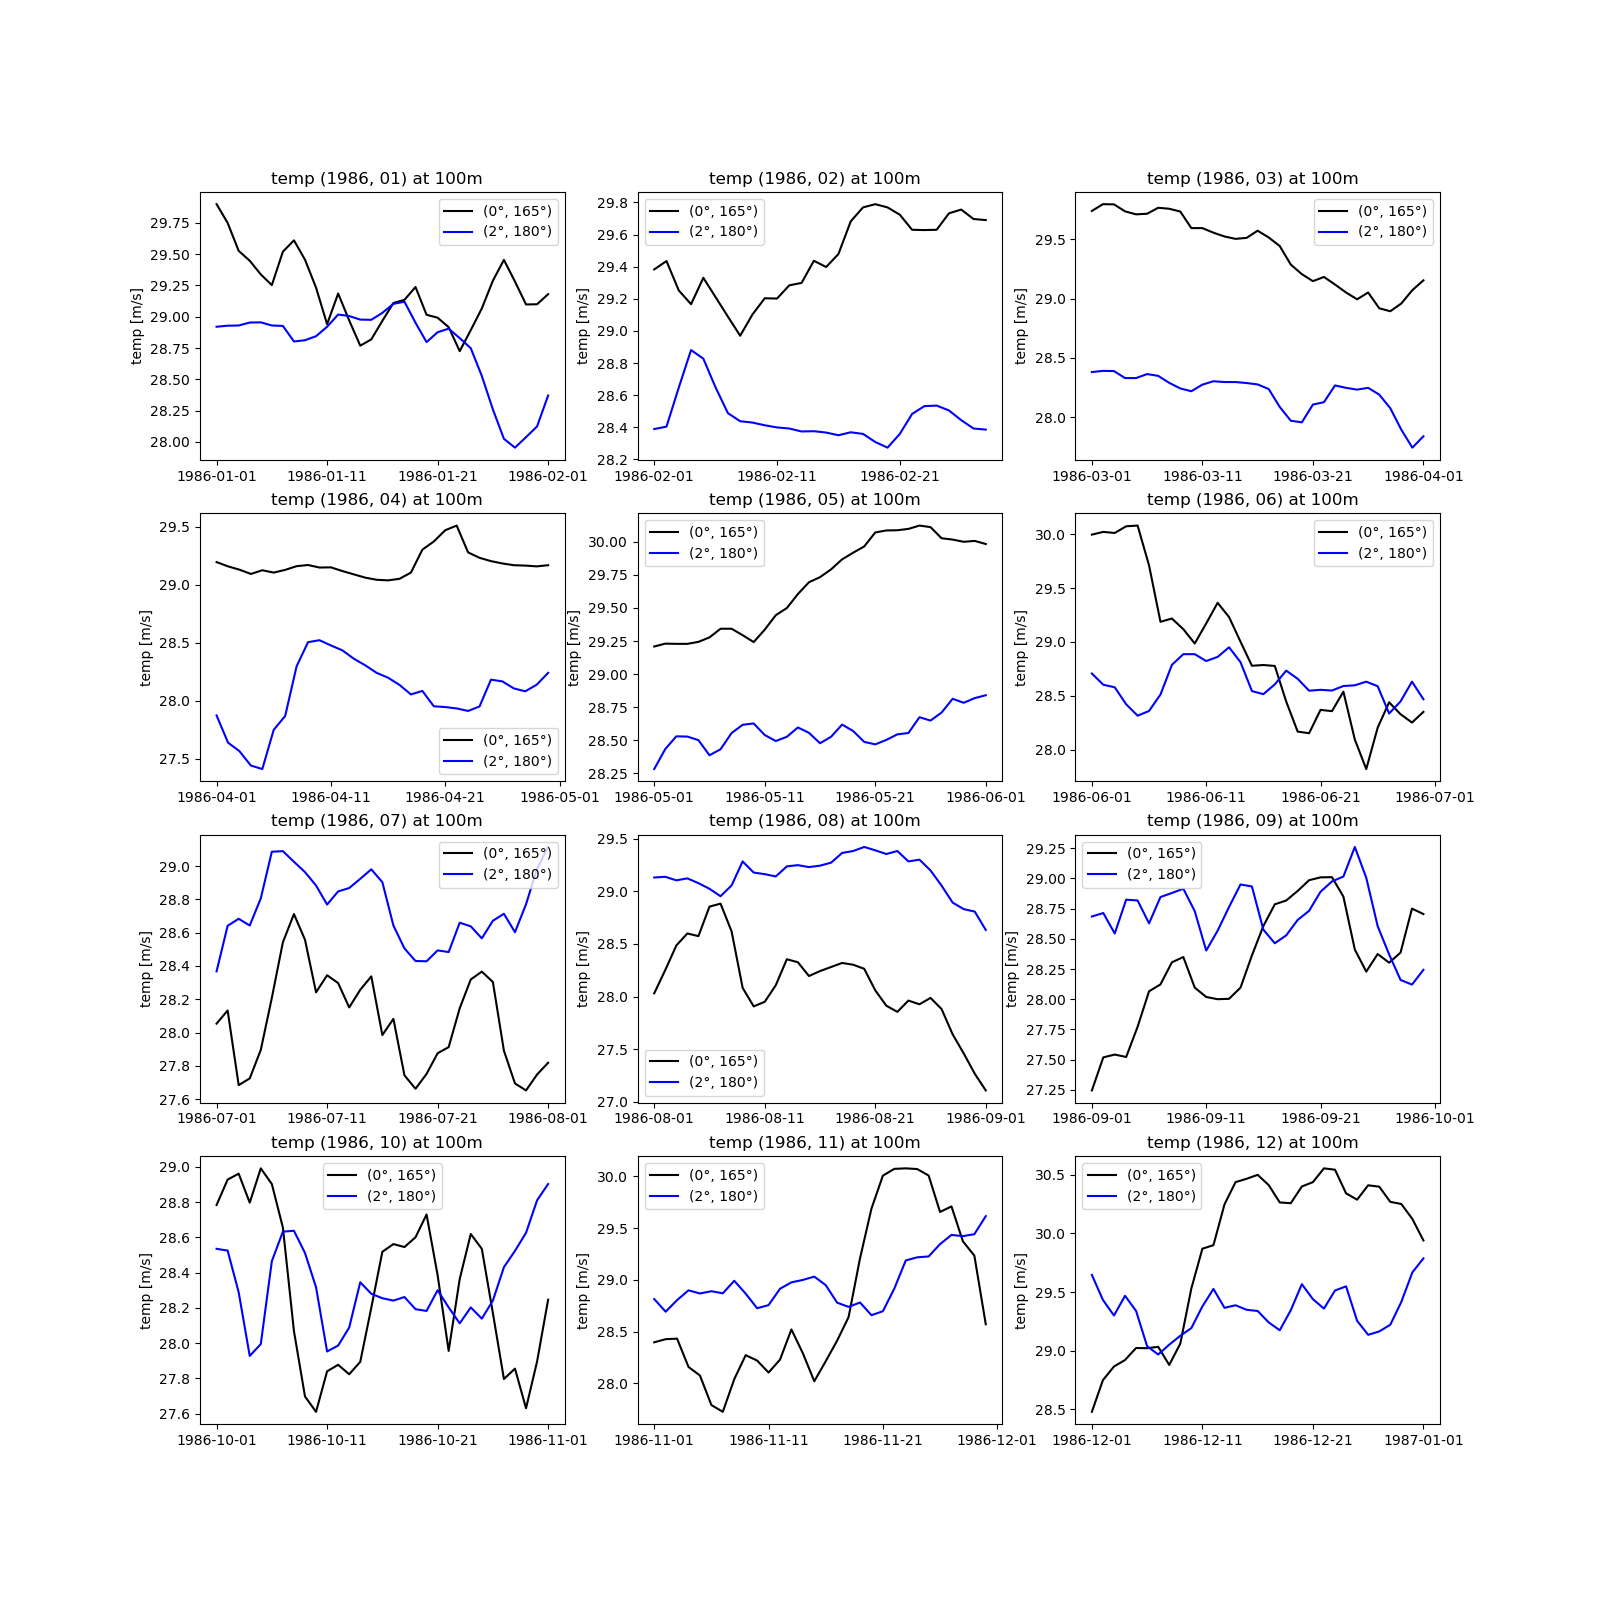 temp (1986, 01) at 100m
temp [m/s]
29.75
29.50
29.25
29.00
28.75
28.50
28.25
28.00
(0°, 165°)
(2°, 180°)
1986-01-01 1986-01-11 1986-01-21 1986-02-01
temp (1986, 02) at 100m
temp [m/s]
29.8
29.6
29.4
29.2
29.0
28.8
28.6
28.4
28.2
(0°, 165°)
(2°, 180°)
1986-02-01 1986-02-11 1986-02-21
temp (1986, 03) at 100m
temp [m/s]
29.5
29.0
28.5
28.0
(0°, 165°)
(2°, 180°)
1986-03-01 1986-03-11 1986-03-21 1986-04-01
temp (1986, 04) at 100m
temp [m/s]
29.5
29.0
28.5
28.0
27.5
(0°, 165°)
(2°, 180°)
1986-04-01 1986-04-11 1986-04-21 1986-05-01
temp (1986, 05) at 100m
temp [m/s]
30.00
29.75
29.50
29.25
29.00
28.75
28.50
28.25
(0°, 165°)
(2°, 180°)
1986-05-01 1986-05-11 1986-05-21 1986-06-01
temp (1986, 06) at 100m
temp [m/s]
30.0
29.5
29.0
28.5
28.0
(0°, 165°)
(2°, 180°)
1986-06-01 1986-06-11 1986-06-21 1986-07-01
temp (1986, 07) at 100m
temp [m/s]
29.0
28.8
28.6
28.4
28.2
28.0
27.8
27.6
(0°, 165°)
(2°, 180°)
1986-07-01 1986-07-11 1986-07-21 1986-08-01
temp (1986, 08) at 100m
temp [m/s]
29.5
29.0
28.5
28.0
27.5
27.0
(0°, 165°)
(2°, 180°)
1986-08-01 1986-08-11 1986-08-21 1986-09-01
temp (1986, 09) at 100m
temp [m/s]
29.25
29.00
28.75
28.50
28.25
28.00
27.75
27.50
27.25
(0°, 165°)
(2°, 180°)
1986-09-01 1986-09-11 1986-09-21 1986-10-01
temp (1986, 10) at 100m
temp [m/s]
29.0
28.8
28.6
28.4
28.2
28.0
27.8
27.6
(0°, 165°)
(2°, 180°)
1986-10-01 1986-10-11 1986-10-21 1986-11-01
temp (1986, 11) at 100m
temp [m/s]
30.0
29.5
29.0
28.5
28.0
(0°, 165°)
(2°, 180°)
1986-11-01 1986-11-11 1986-11-21 1986-12-01
temp (1986, 12) at 100m
temp [m/s]
30.5
30.0
29.5
29.0
28.5
(0°, 165°)
(2°, 180°)
1986-12-01 1986-12-11 1986-12-21 1987-01-01